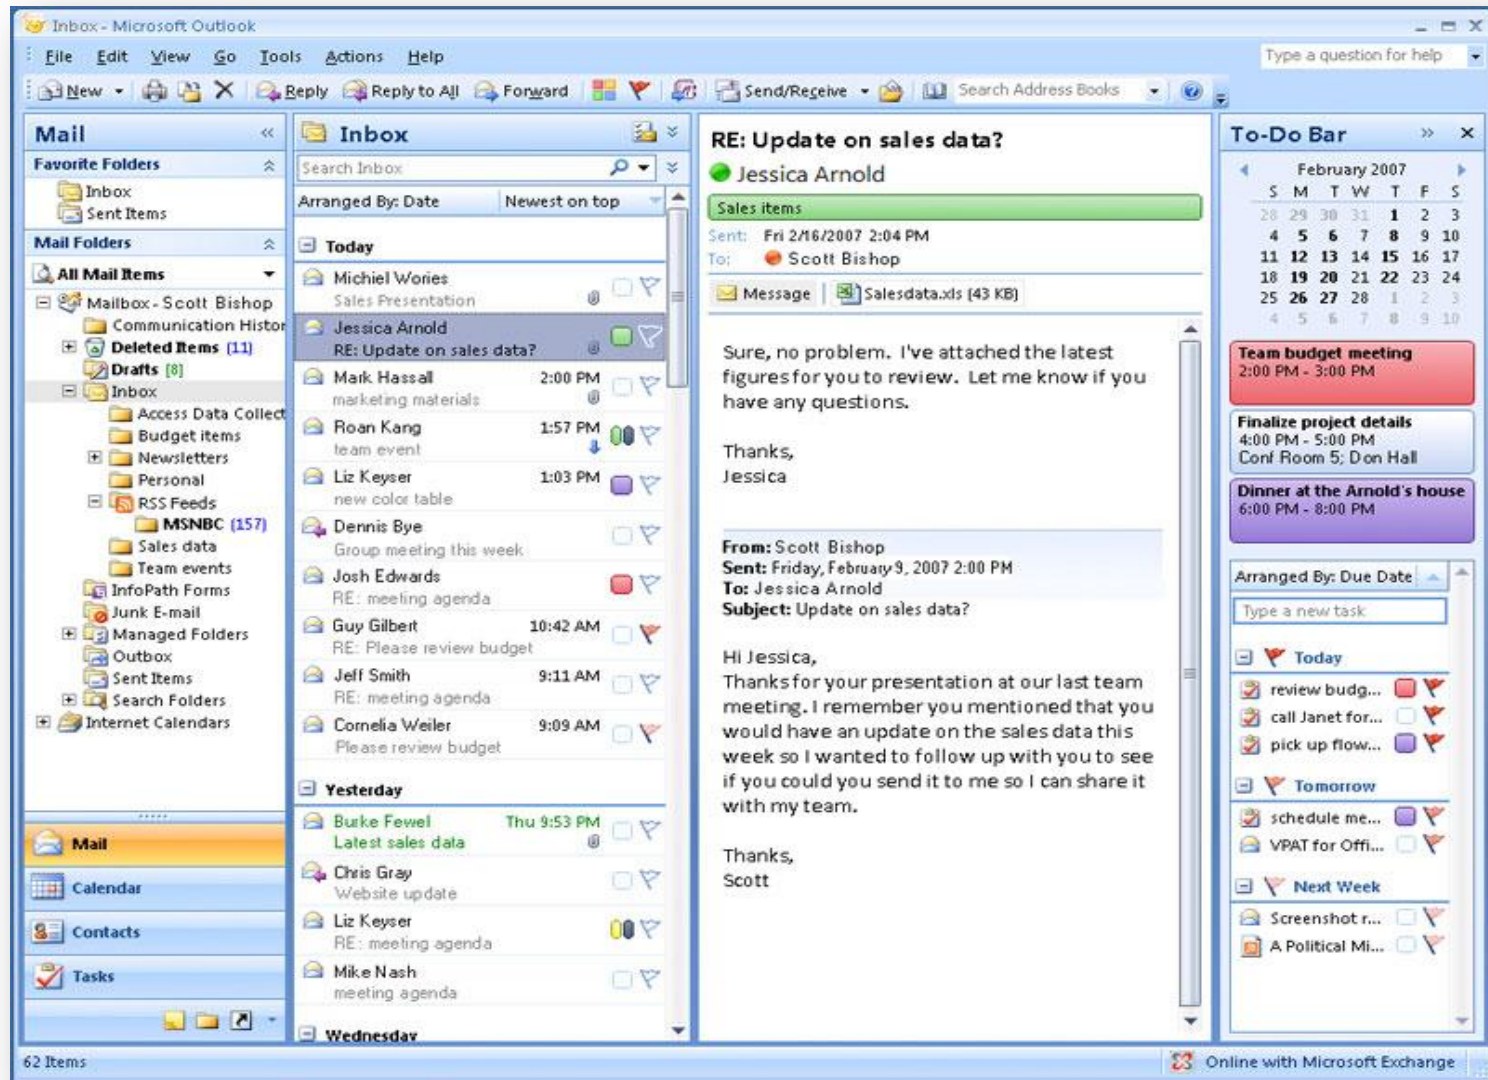 Inbox - Microsoft Outlook
File Edit View Go Tools Actions Help
Type a question for help
New Reply Reply to All Forward Send/Receive Search Address Books
Mail
Favorite Folders
Inbox
Sent Items
Mail Folders
All Mail Items
Mailbox - Scott Bishop
Communication Histor
Deleted Items (11)
Drafts [8]
Inbox
Access Data Collect
Budget items
Newsletters
Personal
RSS Feeds
MSNBC (157)
Sales data
Team events
InfoPath Forms
Junk E-mail
Managed Folders
Outbox
Sent Items
Search Folders
Internet Calendars
Mail
Calendar
Contacts
Tasks
Inbox
Search Inbox
Arranged By: Date Newest on top
Today
Michiel Wories
Sales Presentation
Jessica Arnold
RE: Update on sales data?
Mark Hassall 2:00 PM
marketing materials
Roan Kang 1:57 PM
team event
Liz Keyser 1:03 PM
new color table
Dennis Bye
Group meeting this week
Josh Edwards
RE: meeting agenda
Guy Gilbert 10:42 AM
RE: Please review budget
Jeff Smith 9:11 AM
RE: meeting agenda
Cornelia Weiler 9:09 AM
Please review budget
Yesterday
Burke Fewel Thu 9:53 PM
Latest sales data
Chris Gray
Website update
Liz Keyser
RE: meeting agenda
Mike Nash
meeting agenda
Wednesday
RE: Update on sales data?
Jessica Arnold
Sales items
Sent: Fri 2/16/2007 2:04 PM
To: Scott Bishop
Message Salesdata.xls (43 KB)
Sure, no problem. I've attached the latest
figures for you to review. Let me know if you
have any questions.
Thanks,
Jessica
From: Scott Bishop
Sent: Friday, February 9, 2007 2:00 PM
To: Jessica Arnold
Subject: Update on sales data?
Hi Jessica,
Thanks for your presentation at our last team
meeting. I remember you mentioned that you
would have an update on the sales data this
week so I wanted to follow up with you to see
if you could you send it to me so I can share it
with my team.
Thanks,
Scott
To-Do Bar
February 2007
S M T W T F S
28 29 30 31 1 2 3
4 5 6 7 8 9 10
11 12 13 14 15 16 17
18 19 20 21 22 23 24
25 26 27 28 1 2 3
4 5 6 7 8 9 10
Team budget meeting
2:00 PM - 3:00 PM
Finalize project details
4:00 PM - 5:00 PM
Conf Room 5; Don Hall
Dinner at the Arnold's house
6:00 PM - 8:00 PM
Arranged By: Due Date
Type a new task
Today
review budg...
call Janet for...
pick up flow...
Tomorrow
schedule me...
VPAT for Offi...
Next Week
Screenshot r...
A Political Mi...
62 Items
Online with Microsoft Exchange